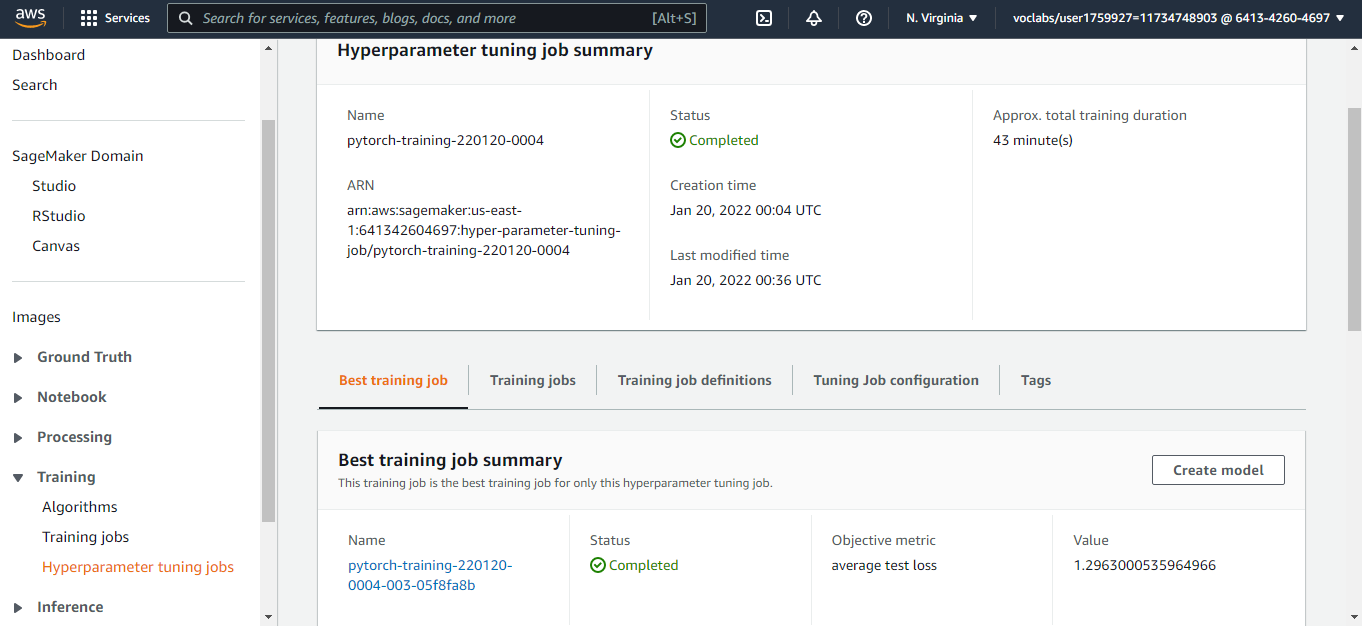 aws
Services
Search for services, features, blogs, docs, and more
[Alt+S]
N. Virginia
voclabs/user1759927=11734748903 @ 6413-4260-4697
Dashboard
Search
SageMaker Domain
Studio
RStudio
Canvas
Images
Ground Truth
Notebook
Processing
Training
Algorithms
Training jobs
Hyperparameter tuning jobs
Inference
Hyperparameter tuning job summary
Name
pytorch-training-220120-0004
ARN
arn:aws:sagemaker:us-east-
1:641342604697:hyper-parameter-tuning-
job/pytorch-training-220120-0004
Status
Completed
Creation time
Jan 20, 2022 00:04 UTC
Last modified time
Jan 20, 2022 00:36 UTC
Approx. total training duration
43 minute(s)
Best training job
Training jobs
Training job definitions
Tuning Job configuration
Tags
Best training job summary
This training job is the best training job for only this hyperparameter tuning job.
Create model
Name
pytorch-training-220120-
0004-003-05f8fa8b
Status
Completed
Objective metric
average test loss
Value
1.2963000535964966